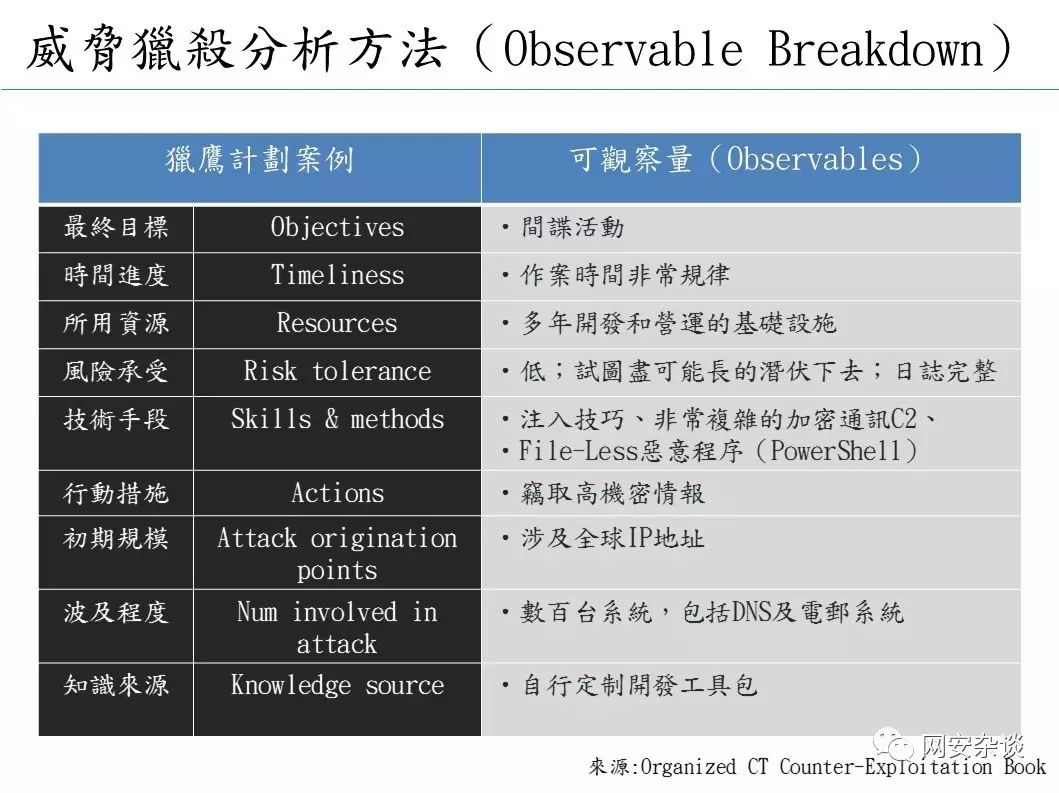 威脅獵殺分析方法（Observable Breakdown）
獵鷹計劃案例 可觀察量（Observables）
最終目標 Objectives ・間諜活動
時間進度 Timeliness ・作案時間非常規律
所用資源 Resources ・多年開發和營運的基礎設施
風險承受 Risk tolerance ・低；試圖盡可能長的潛伏下去；日誌完整
技術手段 Skills & methods ・注入技巧、非常複雜的加密通訊C2、
・File-Less惡意程序（PowerShell）
行動措施 Actions ・竊取高機密情報
初期規模 Attack origination ・涉及全球IP地址
points
波及程度 Num involved in ・數百台系統，包括DNS及電郵系統
attack
知識來源 Knowledge source ・自行定制開發工具包
网安杂谈
來源:Organized CT Counter-Exploitation Book